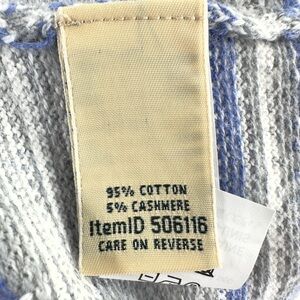 95% COTTON
5% CASHMERE
ItemID 506116
CARE ON REVERSE